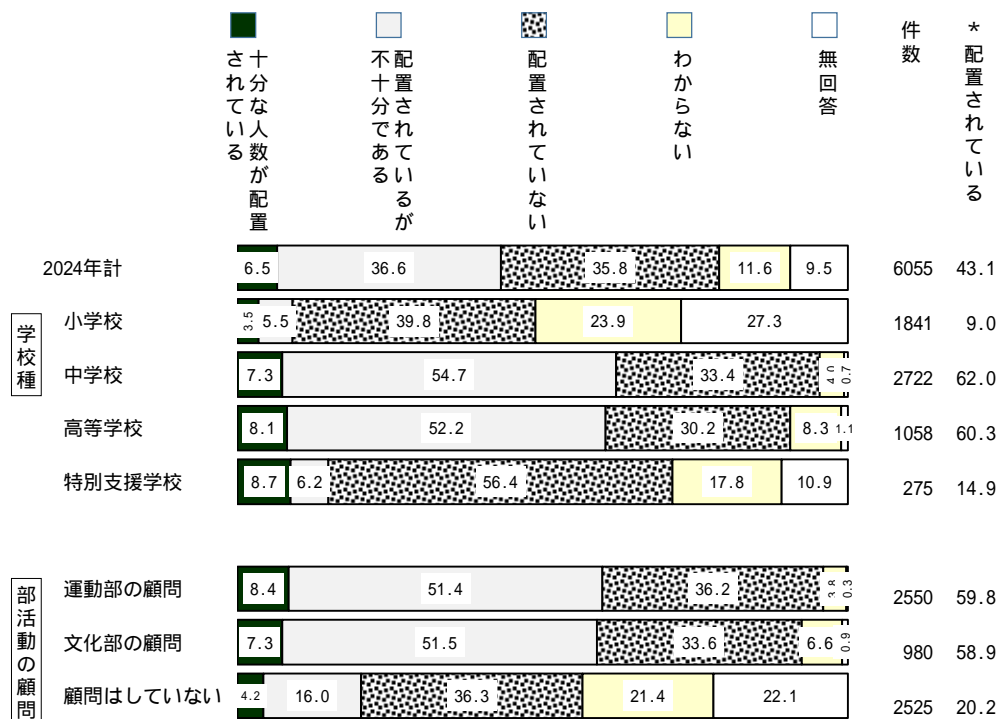 十分な人数が配置
されている
配置されているが
不十分である
配置されていない
わからない
無回答
件数
＊配置されている
2024年計 6.5 36.6 35.8 11.6 9.5 6055 43.1
学校種
小学校 3.5 5.5 39.8 23.9 27.3 1841 9.0
中学校 7.3 54.7 33.4 4.0 0.7 2722 62.0
高等学校 8.1 52.2 30.2 8.3 1.1 1058 60.3
特別支援学校 8.7 6.2 56.4 17.8 10.9 275 14.9
部活動の顧問
運動部の顧問 8.4 51.4 36.2 3.8 0.3 2550 59.8
文化部の顧問 7.3 51.5 33.6 6.6 0.9 980 58.9
顧問はしていない 4.2 16.0 36.3 21.4 22.1 2525 20.2